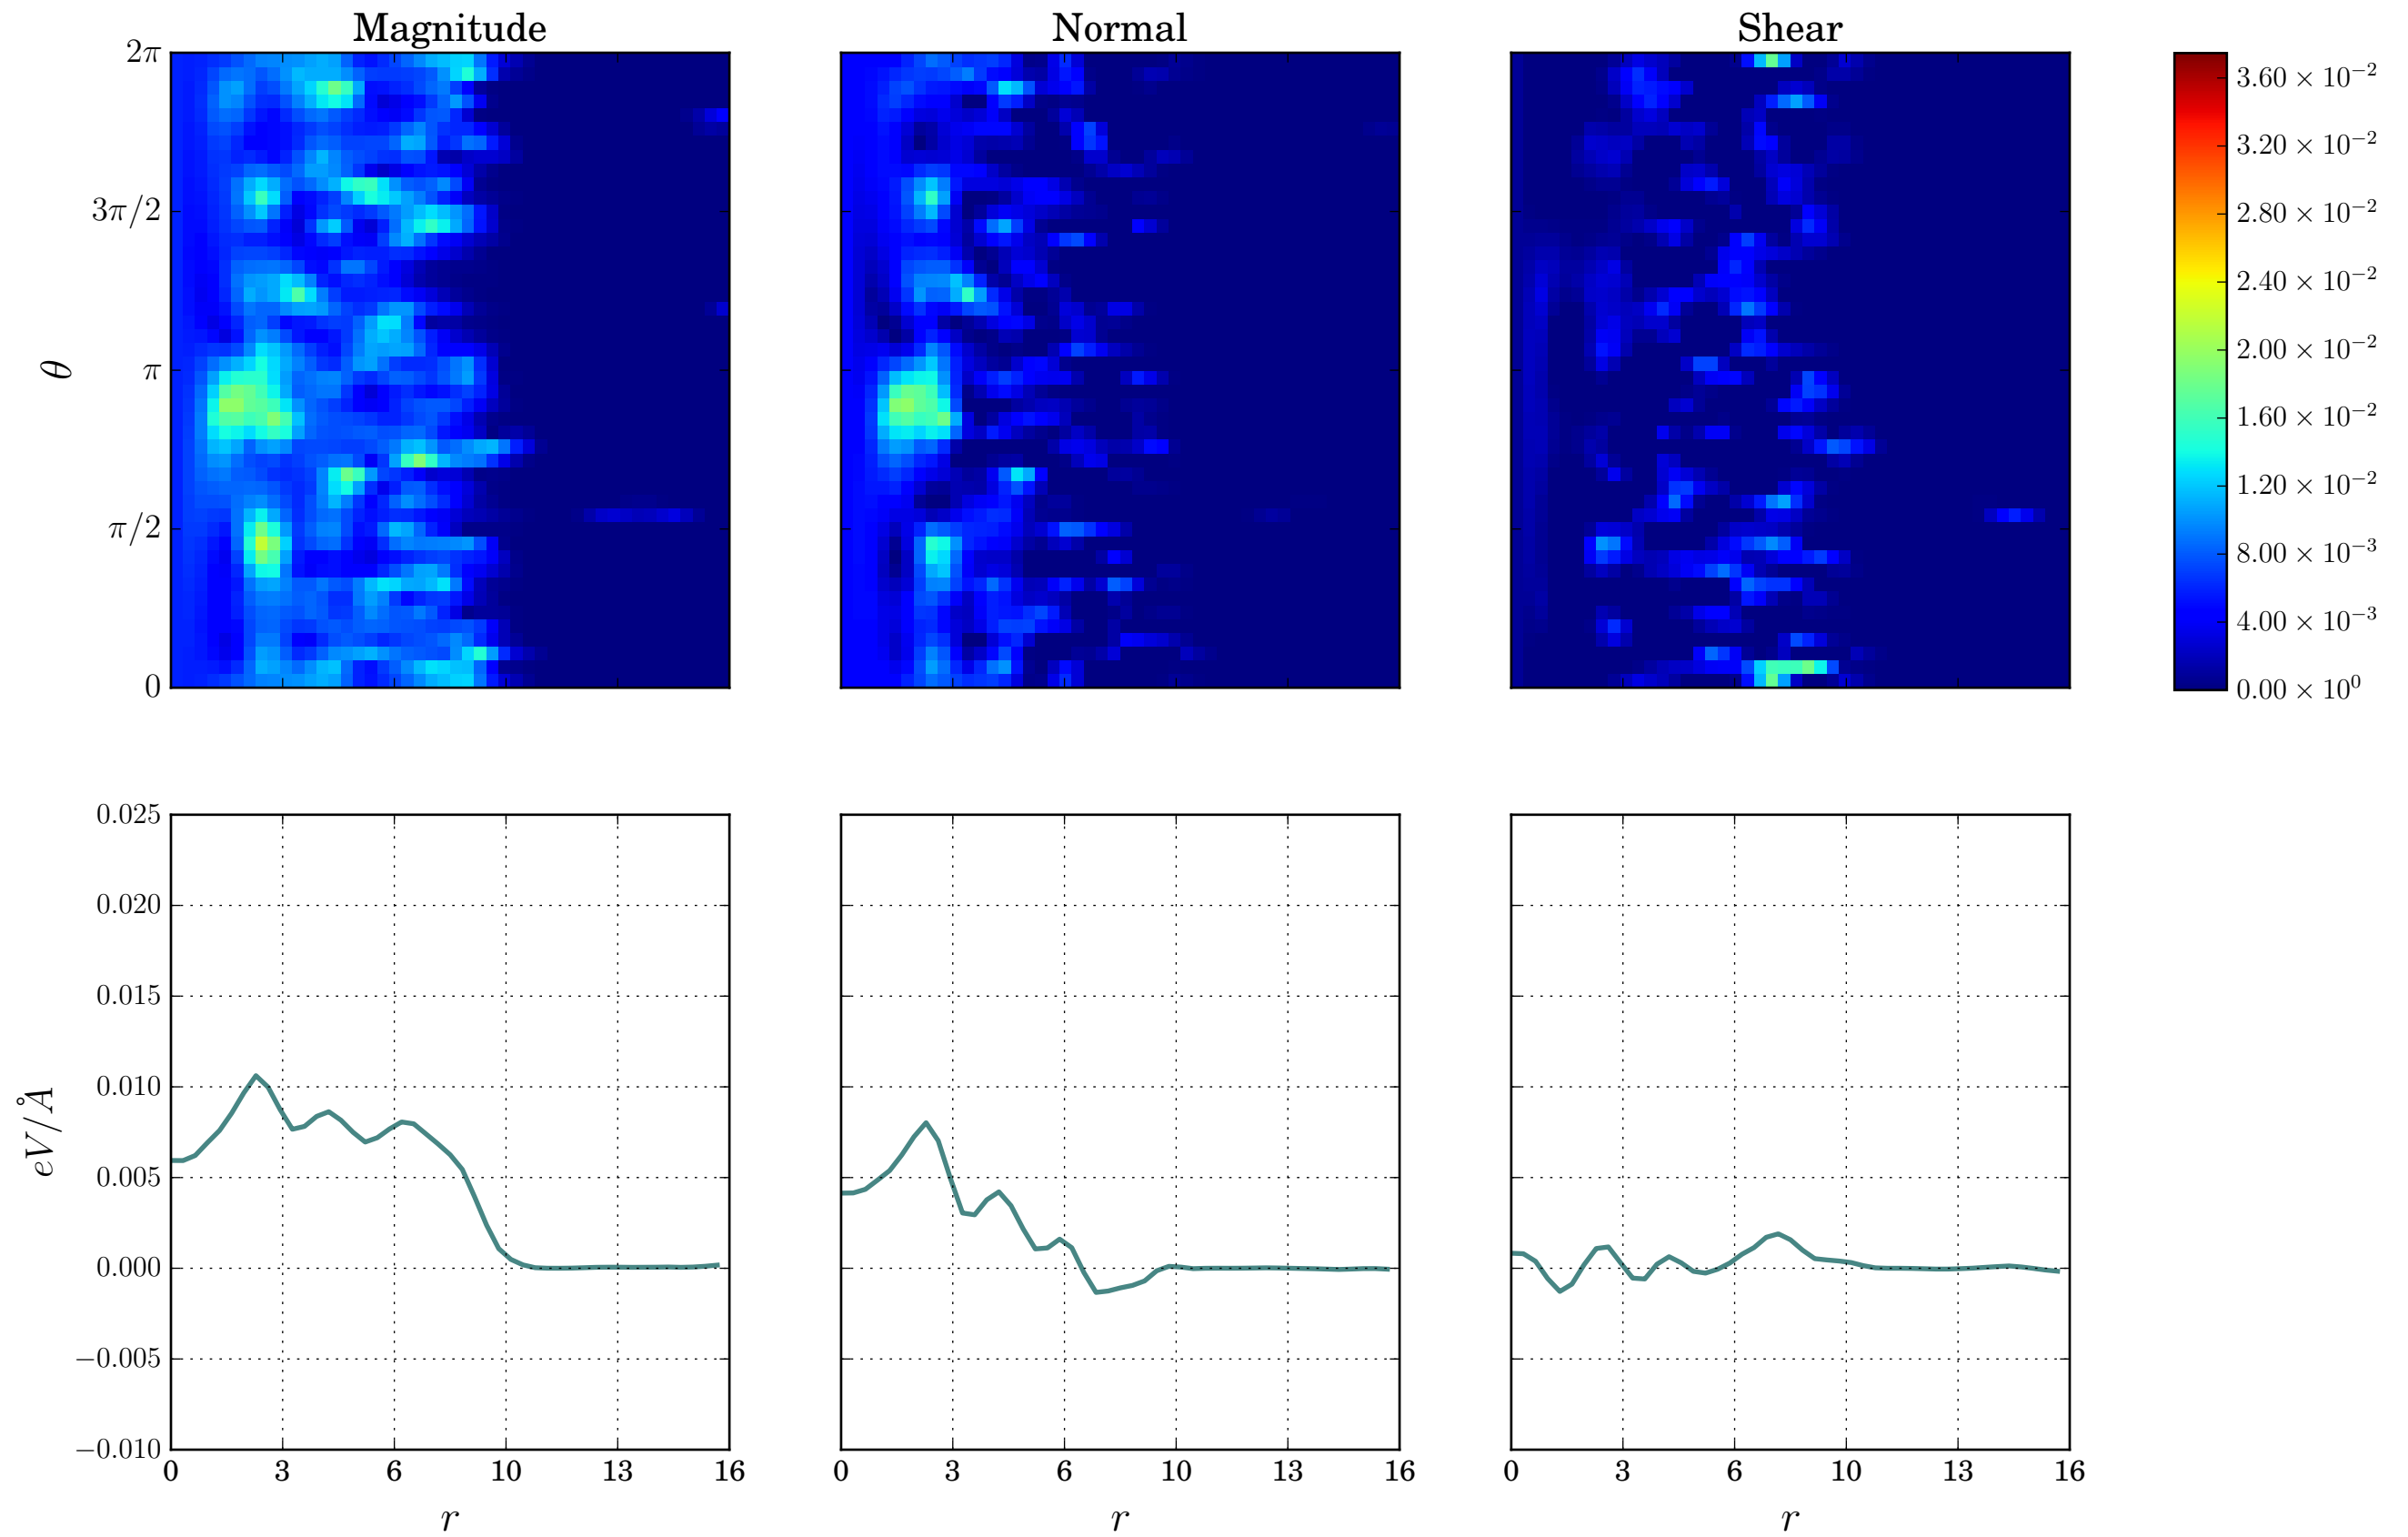 Magnitude Normal Shear
2π
3π/2
π
π/2
0
θ
3.60 × 10⁻²
3.20 × 10⁻²
2.80 × 10⁻²
2.40 × 10⁻²
2.00 × 10⁻²
1.60 × 10⁻²
1.20 × 10⁻²
8.00 × 10⁻³
4.00 × 10⁻³
0.00 × 10⁰
0.025
0.020
0.015
0.010
0.005
0.000
−0.005
−0.010
eV/Å
0 3 6 10 13 16 0 3 6 10 13 16 0 3 6 10 13 16
r r r